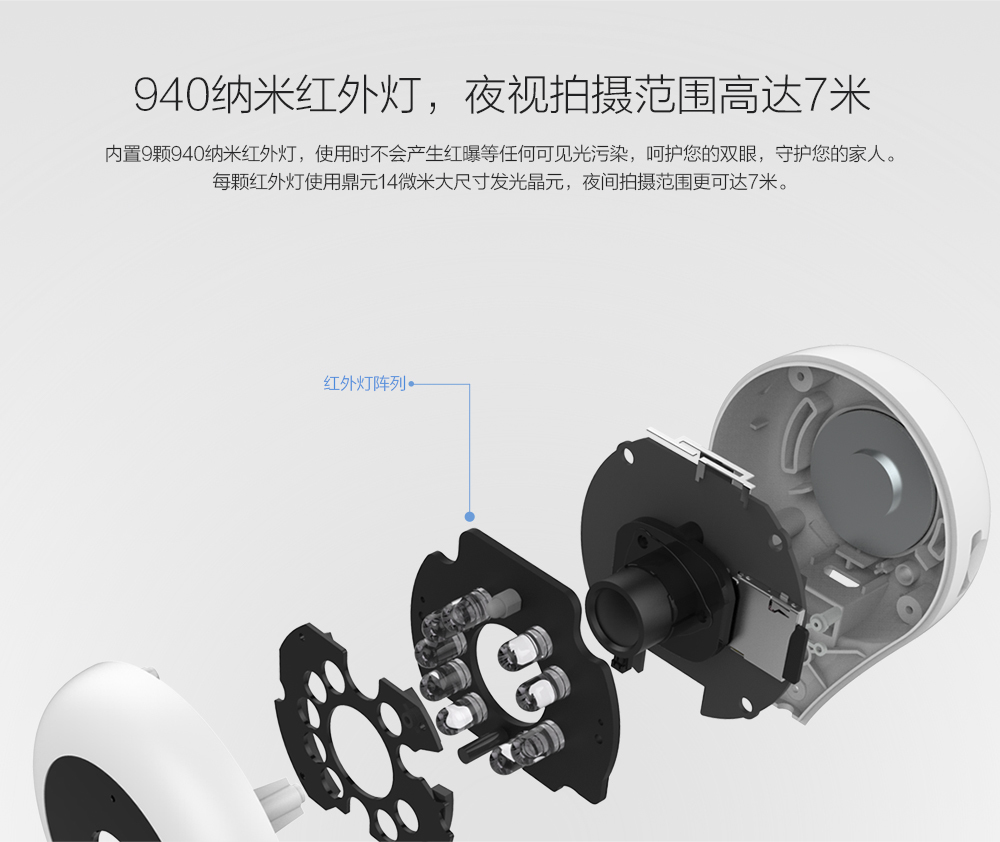 940纳米红外灯，夜视拍摄范围高达7米
内置9颗940纳米红外灯，使用时不会产生红曝等任何可见光污染，呵护您的双眼，守护您的家人。
每颗红外灯使用鼎元14微米大尺寸发光晶元，夜间拍摄范围更可达7米。
红外灯阵列